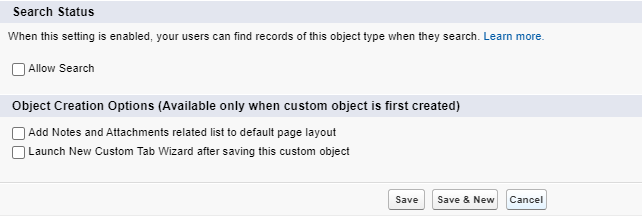 Search Status
When this setting is enabled, your users can find records of this object type when they search. Learn more.
Allow Search
Object Creation Options (Available only when custom object is first created)
Add Notes and Attachments related list to default page layout
Launch New Custom Tab Wizard after saving this custom object
Save Save & New Cancel